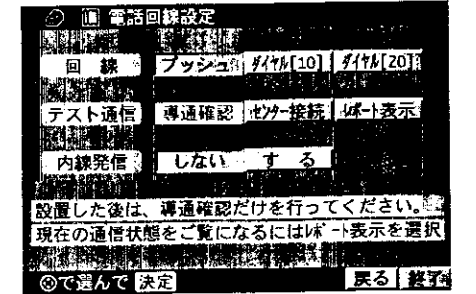 電話回線設定
回線 プッシュ ダイヤル[10] ダイヤル[20]
テスト通信 導通確認 センター接続 レポート表示
内線発信 しない する
設置した後は、導通確認だけを行ってください。
現在の通信状態をご覧になるにはレポート表示を選択
で選んで 決定 戻る 終了